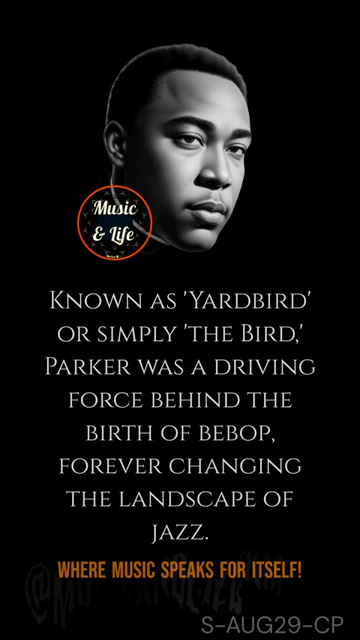 Music
& Life
Known as 'Yardbird'
or simply 'the Bird,'
Parker was a driving
force behind the
birth of bebop,
forever changing
the landscape of
jazz.
WHERE MUSIC SPEAKS FOR ITSELF!
S-AUG29-CP